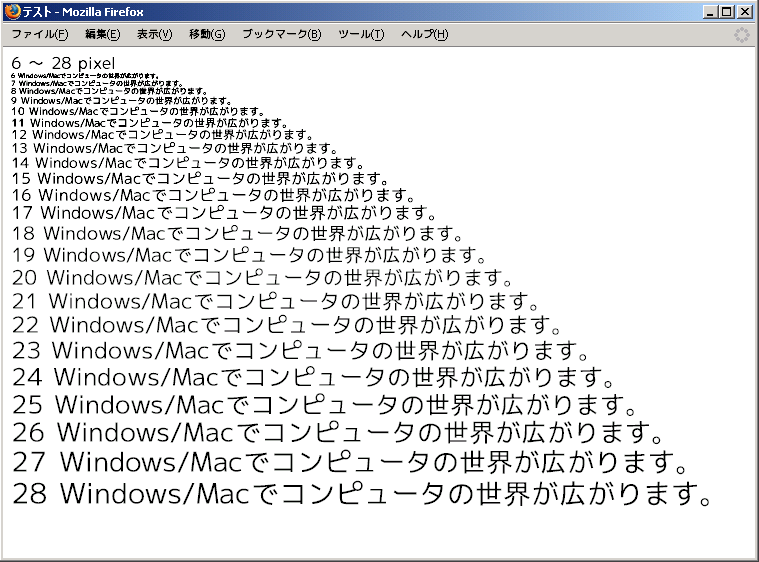 テスト - Mozilla Firefox
ファイル(F) 編集(E) 表示(V) 移動(G) ブックマーク(B) ツール(T) ヘルプ(H)
6 ～ 28 pixel
6 Windows/Macでコンピュータの世界が広がります。
7 Windows/Macでコンピュータの世界が広がります。
8 Windows/Macでコンピュータの世界が広がります。
9 Windows/Macでコンピュータの世界が広がります。
10 Windows/Macでコンピュータの世界が広がります。
11 Windows/Macでコンピュータの世界が広がります。
12 Windows/Macでコンピュータの世界が広がります。
13 Windows/Macでコンピュータの世界が広がります。
14 Windows/Macでコンピュータの世界が広がります。
15 Windows/Macでコンピュータの世界が広がります。
16 Windows/Macでコンピュータの世界が広がります。
17 Windows/Macでコンピュータの世界が広がります。
18 Windows/Macでコンピュータの世界が広がります。
19 Windows/Macでコンピュータの世界が広がります。
20 Windows/Macでコンピュータの世界が広がります。
21 Windows/Macでコンピュータの世界が広がります。
22 Windows/Macでコンピュータの世界が広がります。
23 Windows/Macでコンピュータの世界が広がります。
24 Windows/Macでコンピュータの世界が広がります。
25 Windows/Macでコンピュータの世界が広がります。
26 Windows/Macでコンピュータの世界が広がります。
27 Windows/Macでコンピュータの世界が広がります。
28 Windows/Macでコンピュータの世界が広がります。